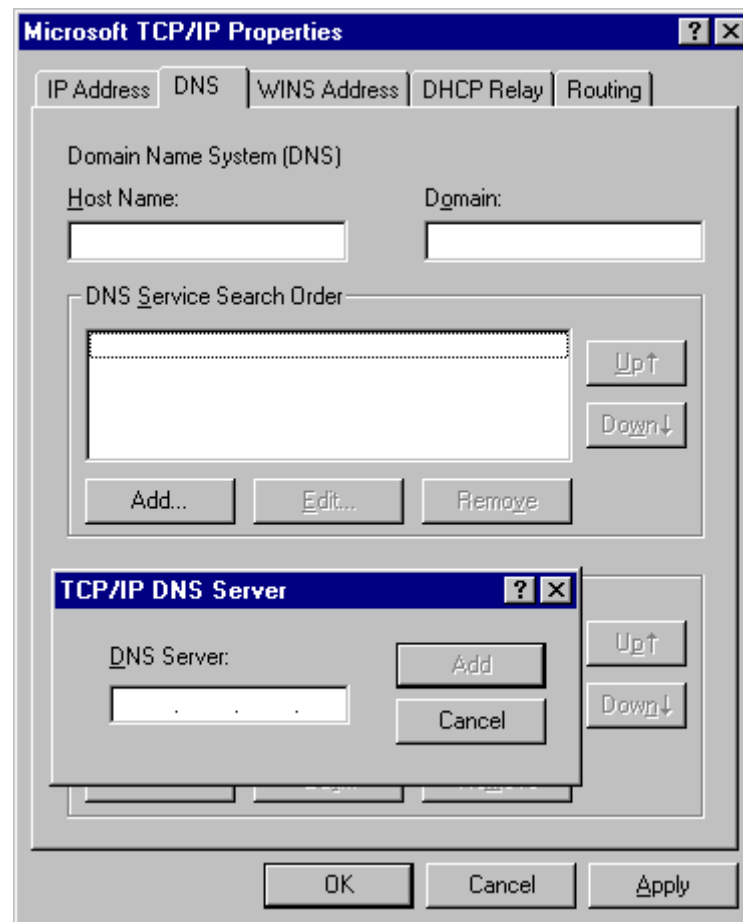 Microsoft TCP/IP Properties
IP Address DNS WINS Address DHCP Relay Routing
Domain Name System (DNS)
Host Name: Domain:
DNS Service Search Order
Up↑
Down↓
Add... Edit... Remove
TCP/IP DNS Server
DNS Server:
Add
. . .
Cancel
Up↑
Down↓
OK Cancel Apply